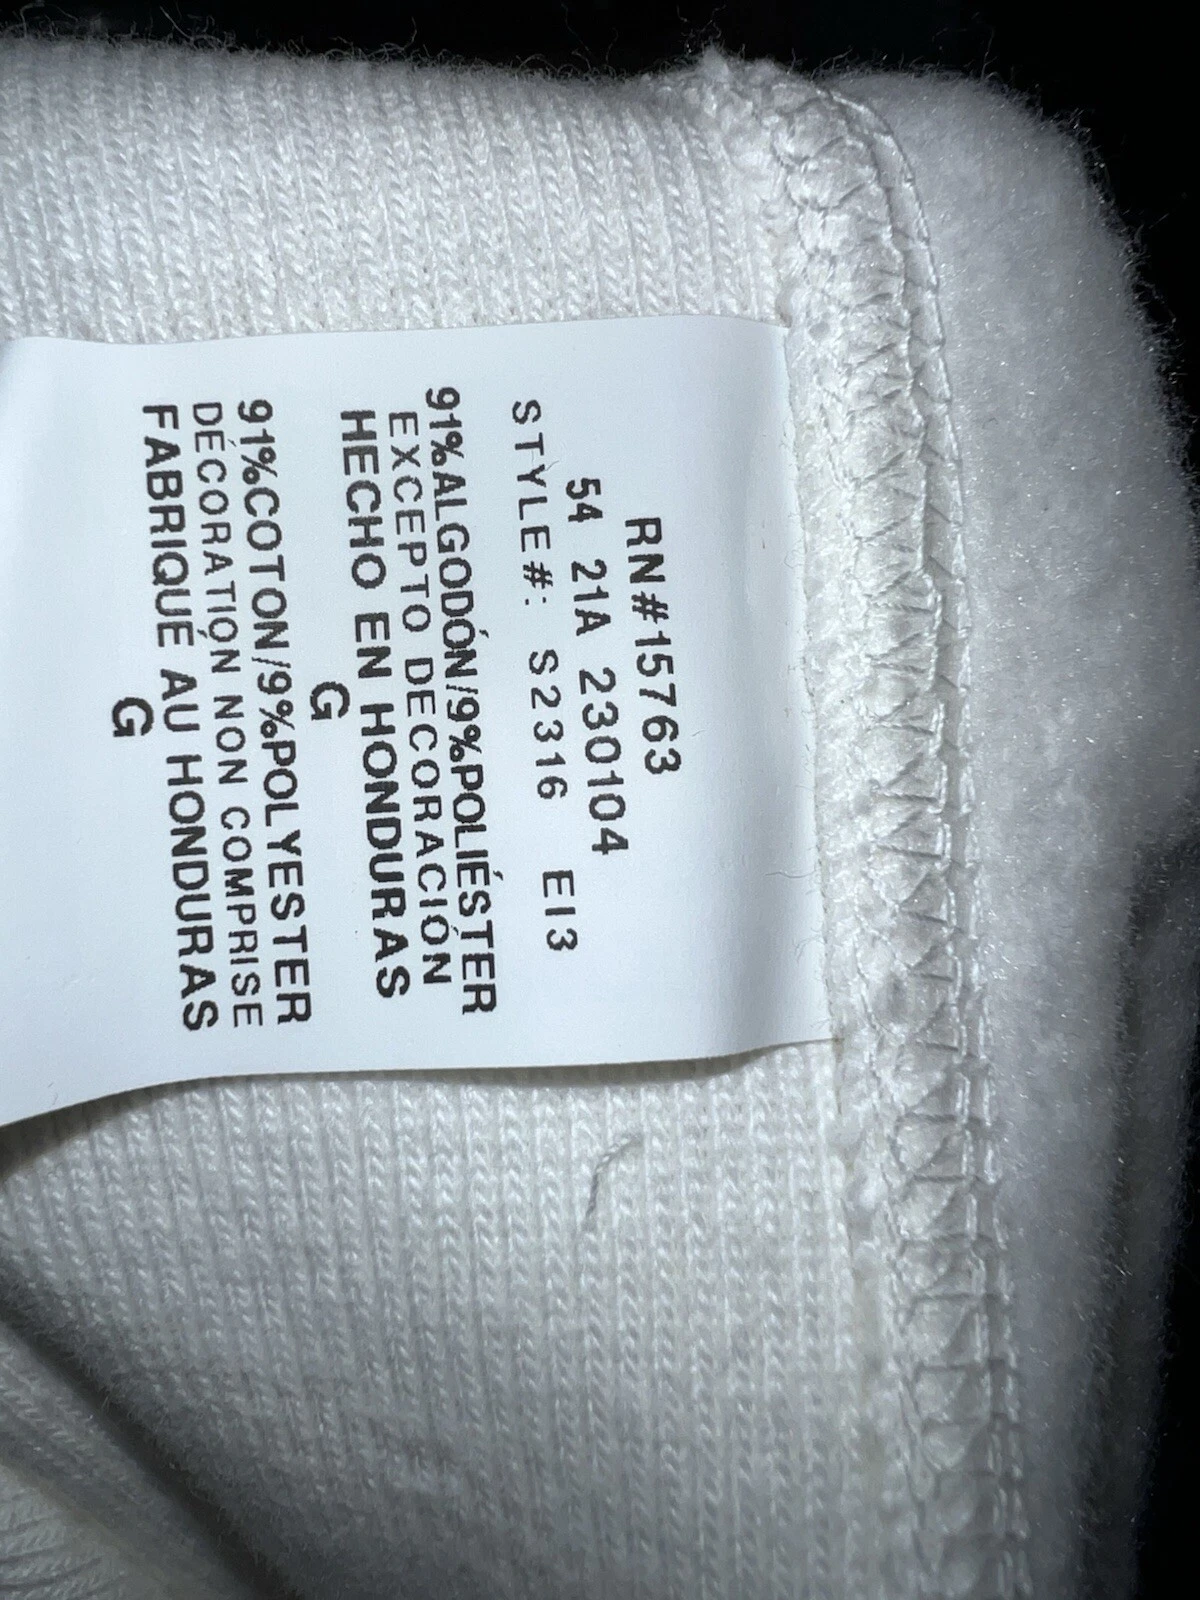 RN#15763
54 21A 230104
STYLE#: S2316 EI3
91%ALGODÓN/9%POLIÉSTER
EXCEPTO DECORACIÓN
HECHO EN HONDURAS
G
91%COTON/9%POLYESTER
DÉCORATION NON COMPRISE
FABRIQUÉ AU HONDURAS
G